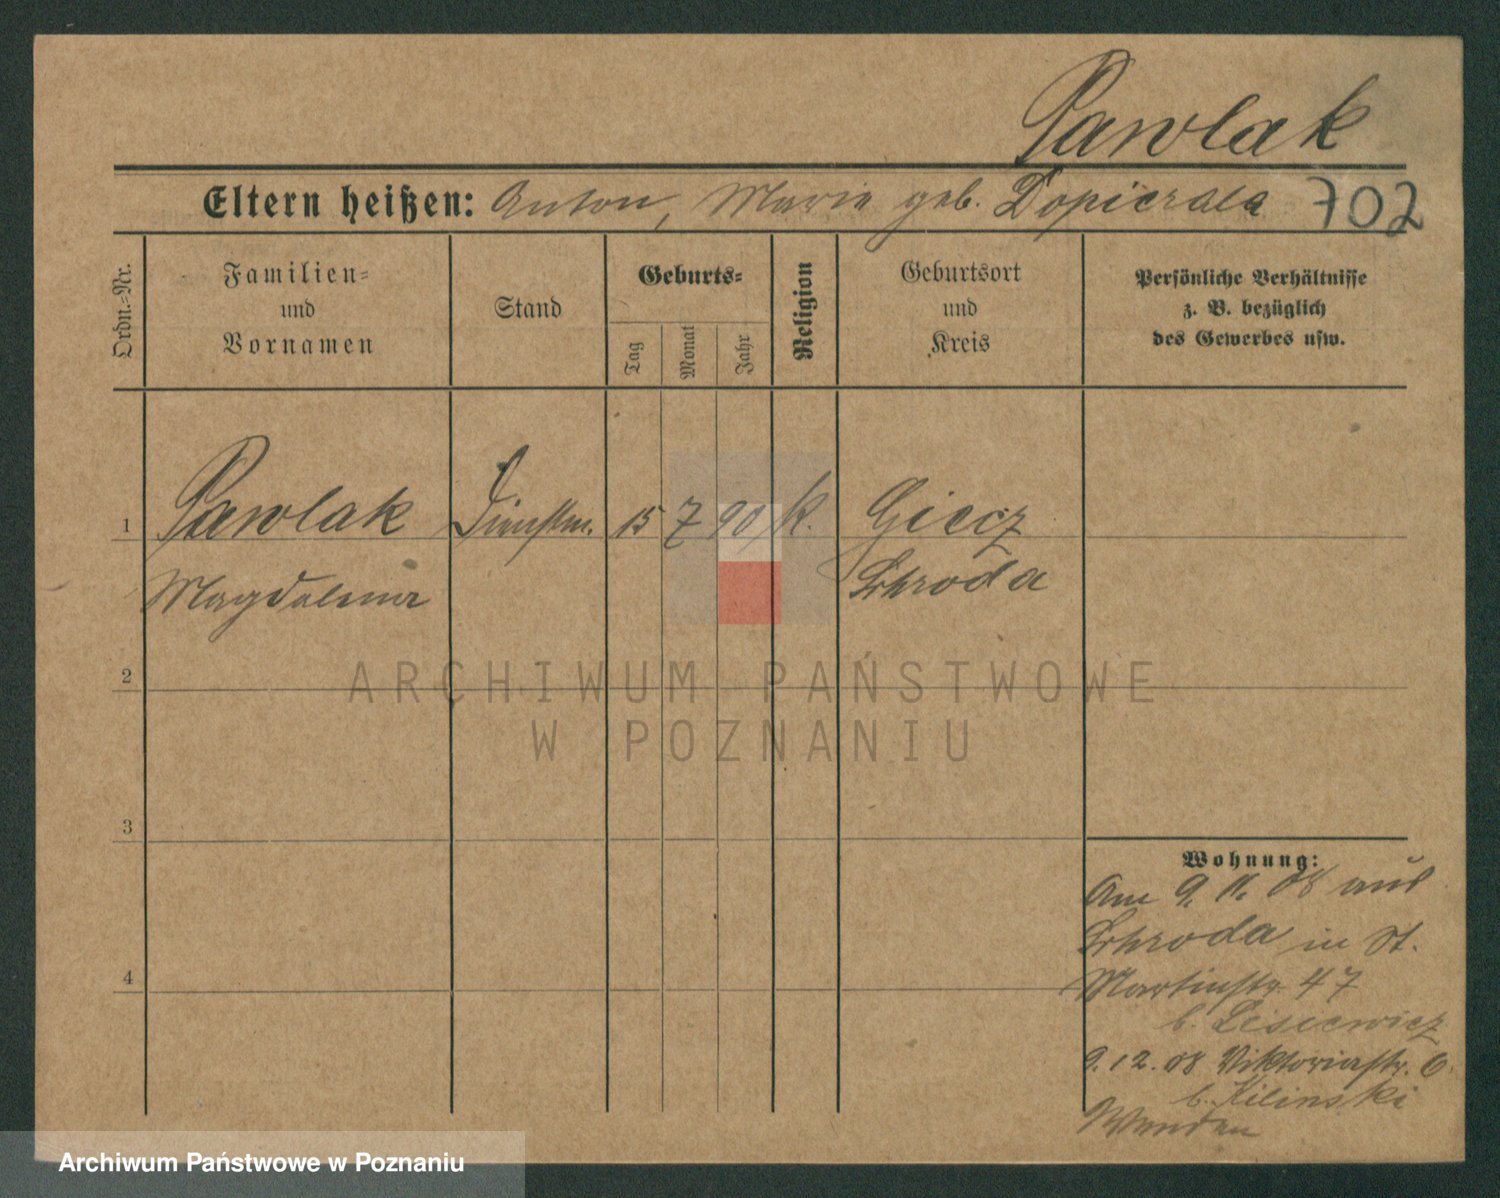 Pawlak
Eltern heißen: Anton, Marie geb. Dopierala 702
Ordn.=Nr.
Familien=
und
Vornamen
Stand
Geburts=
Tag
Monat
Jahr
Religion
Geburtsort
und
Kreis
Persönliche Verhältnisse
z. B. bezüglich
des Gewerbes usw.
1 Pawlak Dienstm. 15 7 90 k. Giecz
Magdalena Schroda
2
3
4
Wohnung:
Am 9. 11. 08 aus
Schroda in St.
Martinstr. 47
b. Lisiewicz
9. 12. 08 Viktoriastr. 6.
b. Kilinski
ARCHIWUM PAŃSTWOWE
W POZNANIU
Archiwum Państwowe w Poznaniu